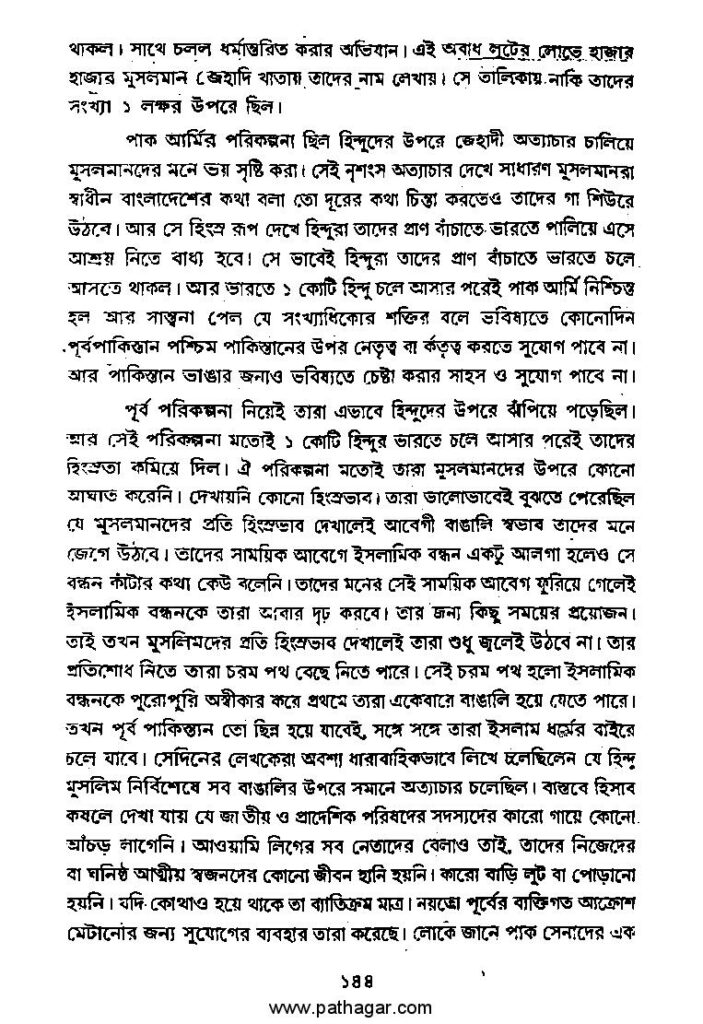 থাকল। সাথে চলল ধর্মান্তরিত করার অভিযান। এই অবাধ লুটের লোভে হাজার
হাজার মুসলমান জেহাদি খাতায় তাদের নাম লেখায়। সে তালিকায় নাকি তাদের
সংখ্যা ১ লক্ষর উপরে ছিল।
পাক আর্মির পরিকল্পনা ছিল হিন্দুদের উপরে জেহাদী অত্যাচার চালিয়ে
মুসলমানদের মনে ভয় সৃষ্টি করা। সেই নৃশংস অত্যাচার দেখে সাধারণ মুসলমানরা
স্বাধীন বাংলাদেশের কথা বলা তো দূরের কথা চিন্তা করতেও তাদের গা শিউরে
উঠবে। আর সে হিংস্র রূপ দেখে হিন্দুরা তাদের প্রাণ বাঁচাতে ভারতে পালিয়ে এসে
আশ্রয় নিতে বাধ্য হবে। সে ভাবেই হিন্দুরা তাদের প্রাণ বাঁচাতে ভারতে চলে
আসতে থাকল। আর ভারতে ১ কোটি হিন্দু চলে আসার পরেই পাক আর্মি নিশ্চিন্ত
হল আর সান্ত্বনা পেল যে সংখ্যাধিকোর শক্তির বলে ভবিষ্যতে কোনোদিন
পূর্বপাকিস্তান পশ্চিম পাকিস্তানের উপর নেতৃত্ব বা র্কতৃত্ব করতে সুযোগ পাবে না।
আর পাকিস্তান ভাঙার জন্যও ভবিষ্যতে চেষ্টা করার সাহস ও সুযোগ পাবে না।
পূর্ব পরিকল্পনা নিয়েই তারা এভাবে হিন্দুদের উপরে ঝাঁপিয়ে পড়েছিল।
আর সেই পরিকল্পনা মতোই ১ কোটি হিন্দুর ভারতে চলে আসার পরেই তাদের
হিংস্রতা কমিয়ে দিল। ঐ পরিকল্পনা মতোই তারা মুসলমানদের উপরে কোনো
আঘাত করেনি। দেখায়নি কোনো হিংস্রভাব। তারা ভালোভাবেই বুঝতে পেরেছিল
যে মুসলমানদের প্রতি হিংস্রভাব দেখালেই আবেগী বাঙালি স্বভাব তাদের মনে
জেগে উঠবে। তাদের সাময়িক আবেগে ইসলামিক বন্ধন একটু আলগা হলেও সে
বন্ধন কাঁটার কথা কেউ বলেনি। তাদের মনের সেই সাময়িক আবেগ ফুরিয়ে গেলেই
ইসলামিক বন্ধনকে তারা আবার দৃঢ় করবে। তার জন্য কিছু সময়ের প্রয়োজন।
তাই তখন মুসলিমদের প্রতি হিংস্রভাব দেখালেই তারা শুধু জ্বলেই উঠবে না। তার
প্রতিশোধ নিতে তারা চরম পথ বেছে নিতে পারে। সেই চরম পথ হলো ইসলামিক
বন্ধনকে পুরোপুরি অস্বীকার করে প্রথমে তারা একেবারে বাঙালি হয়ে যেতে পারে।
তখন পূর্ব পাকিস্তান তো ছিন্ন হয়ে যাবেই, সঙ্গে সঙ্গে তারা ইসলাম ধর্মের বাইরে
চলে যাবে। সেদিনের লেখকেরা অবশ্য ধারাবাহিকভাবে লিখে চলেছিলেন যে হিন্দু
মুসলিম নির্বিশেষে সব বাঙালির উপরে সমানে অত্যাচার চলেছিল। বাস্তবে হিসাব
কষলে দেখা যায় যে জাতীয় ও প্রাদেশিক পরিষদের সদস্যদের কারো গায়ে কোনো
আঁচড় লাগেনি। আওয়ামি লিগের সব নেতাদের বেলাও তাই, তাদের নিজেদের
বা ঘনিষ্ঠ আত্মীয় স্বজনদের কোনো জীবন হানি হয়নি। কারো বাড়ি লুট বা পোড়ানো
হয়নি। যদি কোথাও হয়ে থাকে তা ব্যাতিক্রম মাত্র। নয়তো পূর্বের ব্যক্তিগত আক্রোশ
মেটানোর জন্য সুযোগের ব্যবহার তারা করেছে। লোকে জানে পাক সেনাদের এক
১৪৪
www.pathagar.com